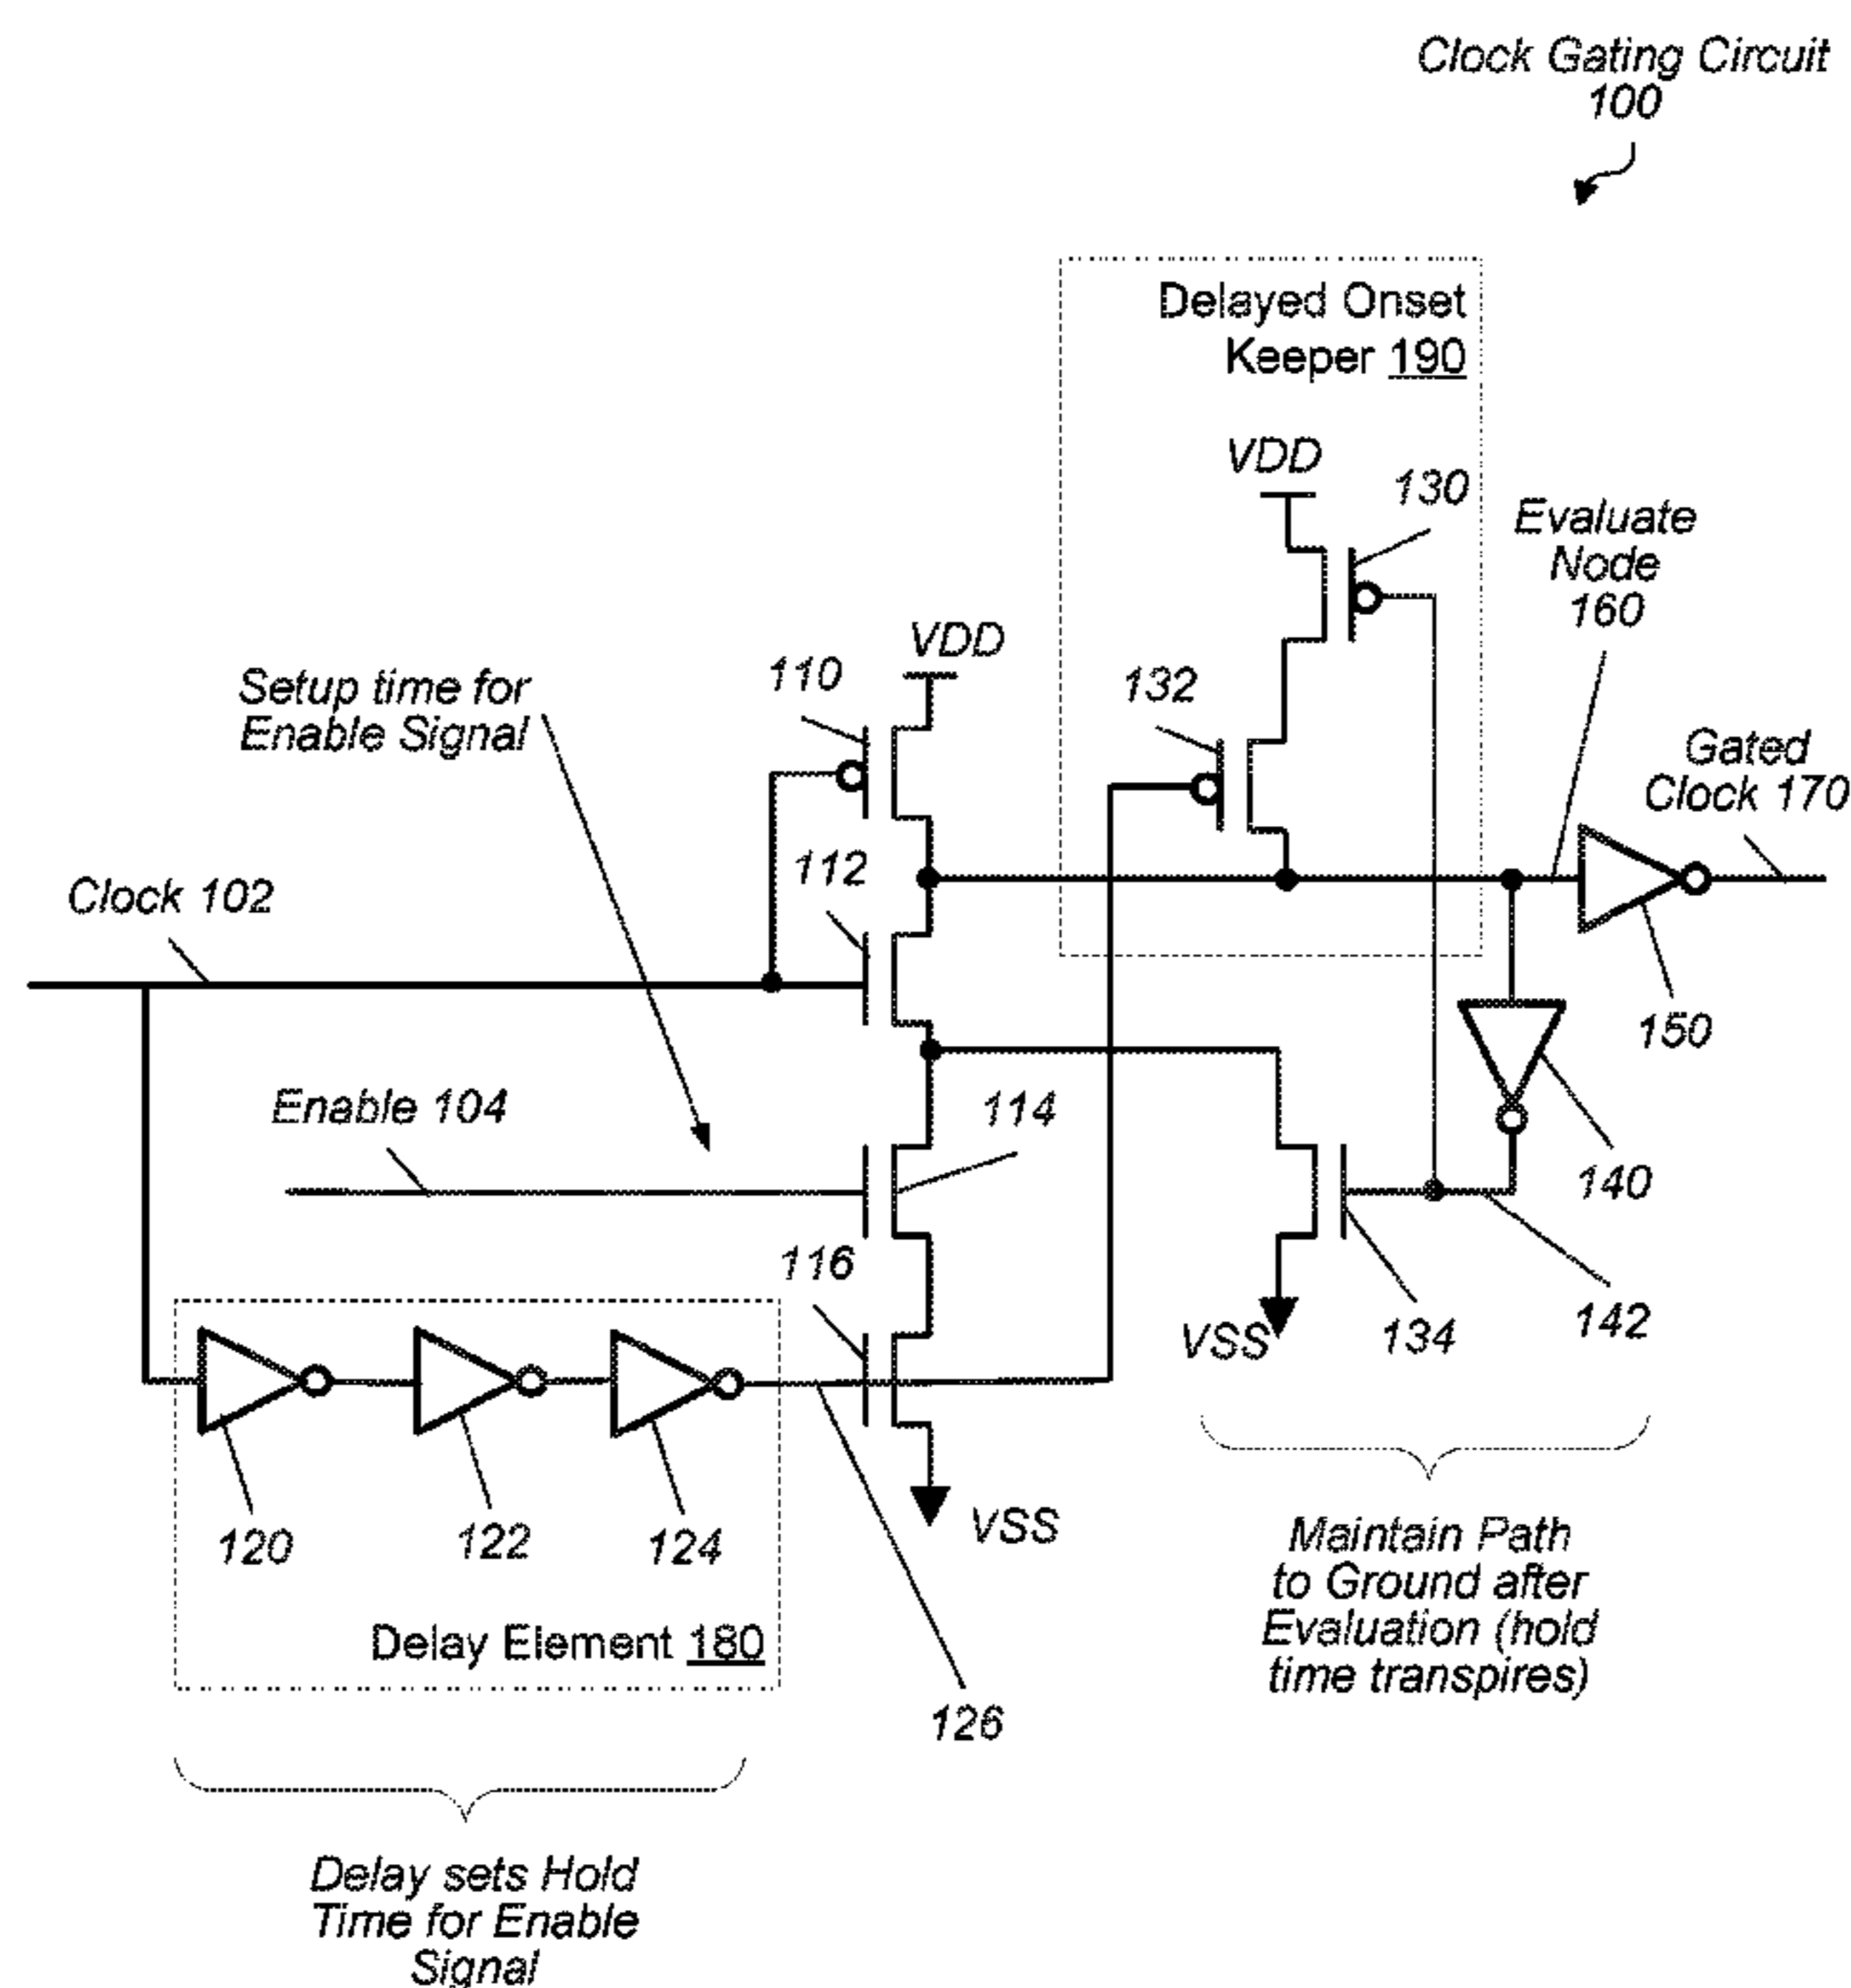 Clock Gating Circuit
100
Delayed Onset
Keeper 190
VDD
130
Evaluate
Node
160
VDD
110
132
Setup time for
Enable Signal
Gated
Clock 170
112
Clock 102
150
Enable 104
114
140
116
VSS
134
142
120
122
124
VSS
Delay Element 180
126
Maintain Path
to Ground after
Evaluation (hold
time transpires)
Delay sets Hold
Time for Enable
Signal